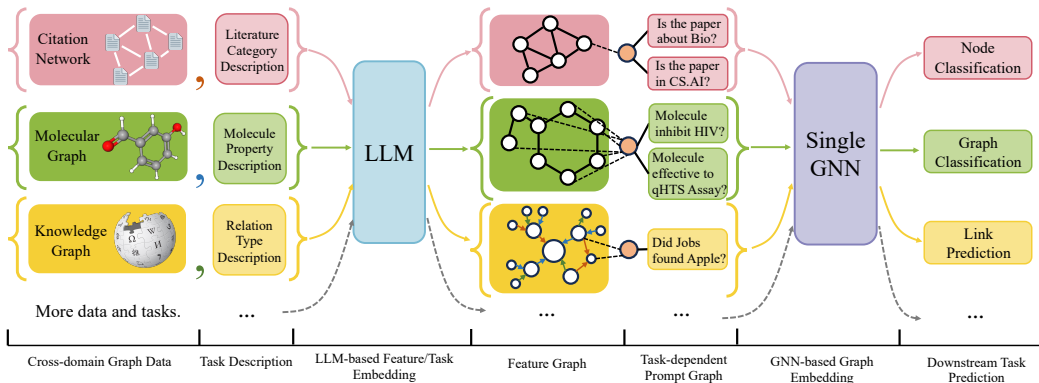 Citation
Network
,
Literature
Category
Description
Molecular
Graph
,
Molecule
Property
Description
Knowledge
Graph
,
Relation
Type
Description
More data and tasks.
...
LLM
Is the paper
about Bio?
Is the paper
in CS.AI?
Molecule
inhibit HIV?
Molecule
effective to
qHTS Assay?
Did Jobs
found Apple?
...
...
Single
GNN
Node
Classification
Graph
Classification
Link
Prediction
...
Cross-domain Graph Data
Task Description
LLM-based Feature/Task
Embedding
Feature Graph
Task-dependent
Prompt Graph
GNN-based Graph
Embedding
Downstream Task
Prediction